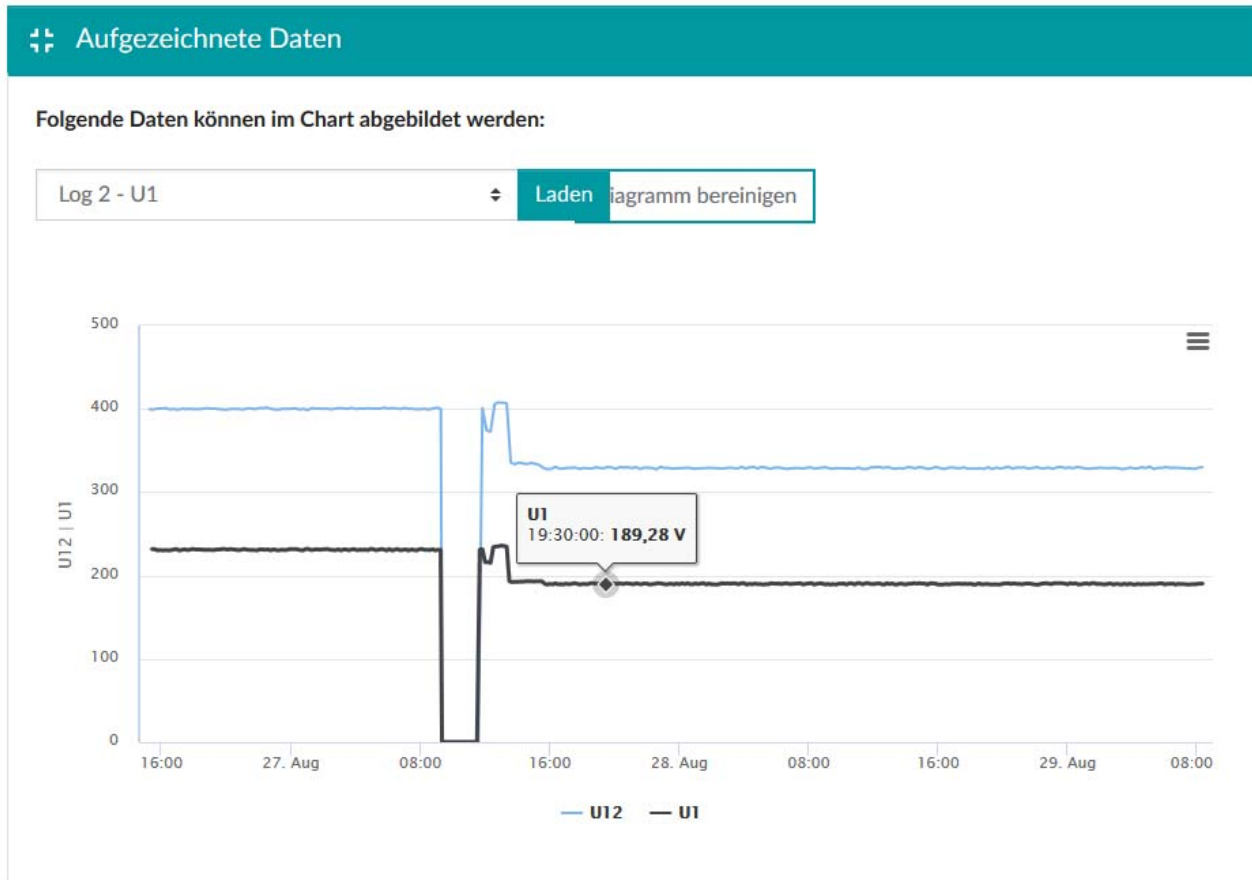 Aufgezeichnete Daten
Folgende Daten können im Chart abgebildet werden:
Log 2 - U1
Laden
iagramm bereinigen
500
400
300
200
100
0
U12 | U1
U1
19:30:00: 189,28 V
16:00
27. Aug
08:00
16:00
28. Aug
08:00
16:00
29. Aug
08:00
U12
U1